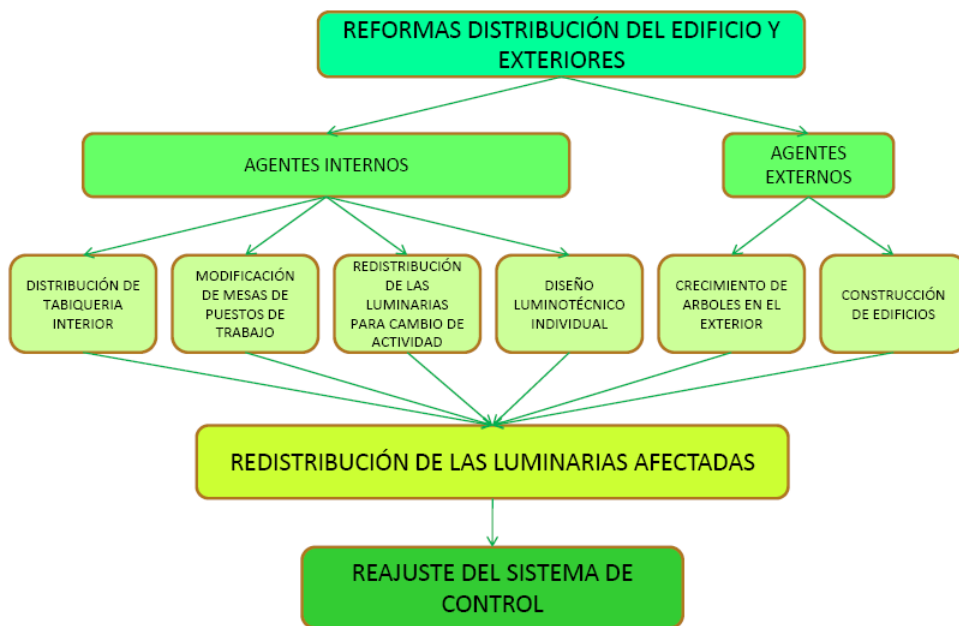 REFORMAS DISTRIBUCIÓN DEL EDIFICIO Y
EXTERIORES
AGENTES INTERNOS
AGENTES
EXTERNOS
DISTRIBUCIÓN DE
TABIQUERIA
INTERIOR
MODIFICACIÓN
DE MESAS DE
PUESTOS DE
TRABAJO
REDISTRIBUCIÓN
DE LAS
LUMINARIAS
PARA CAMBIO DE
ACTIVIDAD
DISEÑO
LUMINOTÉCNICO
INDIVIDUAL
CRECIMIENTO DE
ARBOLES EN EL
EXTERIOR
CONSTRUCCIÓN
DE EDIFICIOS
REDISTRIBUCIÓN DE LAS LUMINARIAS AFECTADAS
REAJUSTE DEL SISTEMA DE
CONTROL